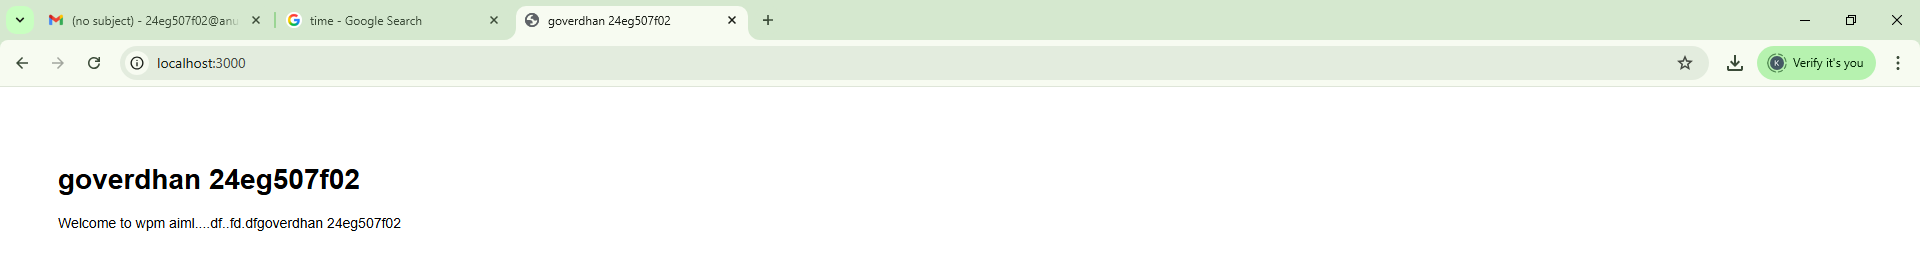 (no subject) - 24eg507f02@anu
time - Google Search
goverdhan 24eg507f02
localhost:3000
K
Verify it's you
goverdhan 24eg507f02
Welcome to wpm aiml....df..fd.dfgoverdhan 24eg507f02